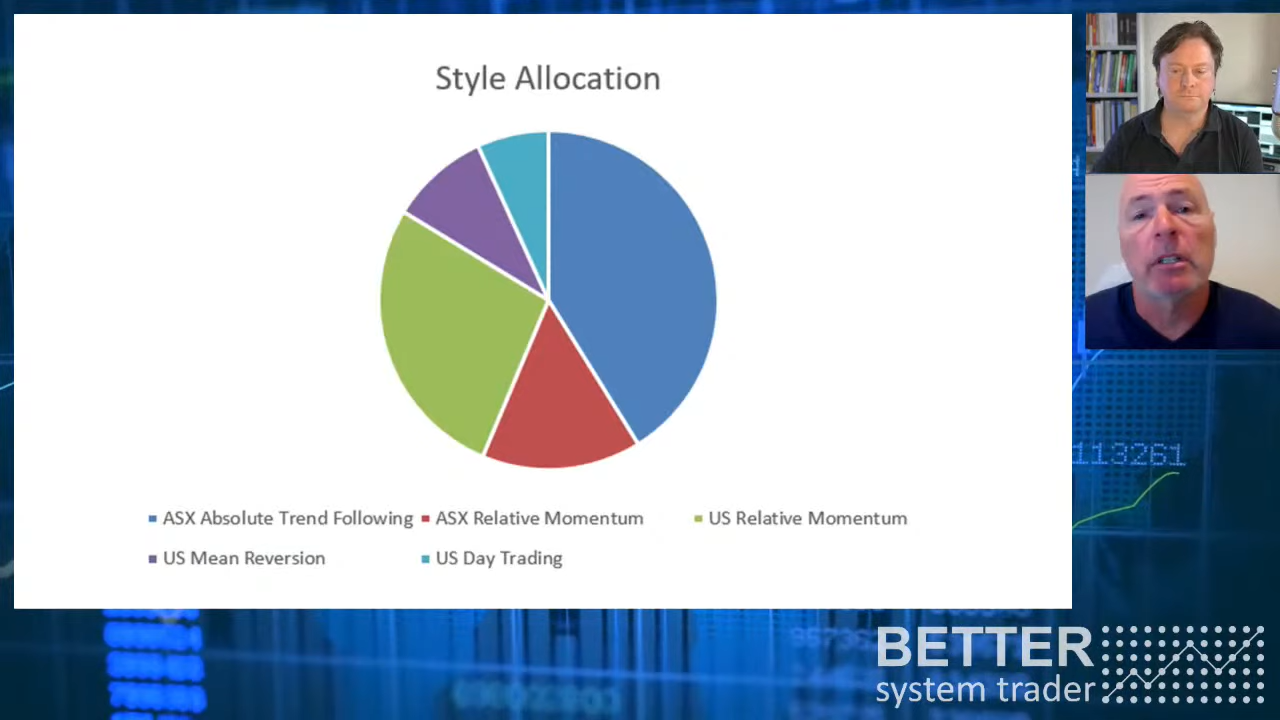 Style Allocation
ASX Absolute Trend Following ASX Relative Momentum US Relative Momentum
US Mean Reversion US Day Trading
113261
BETTER
system trader